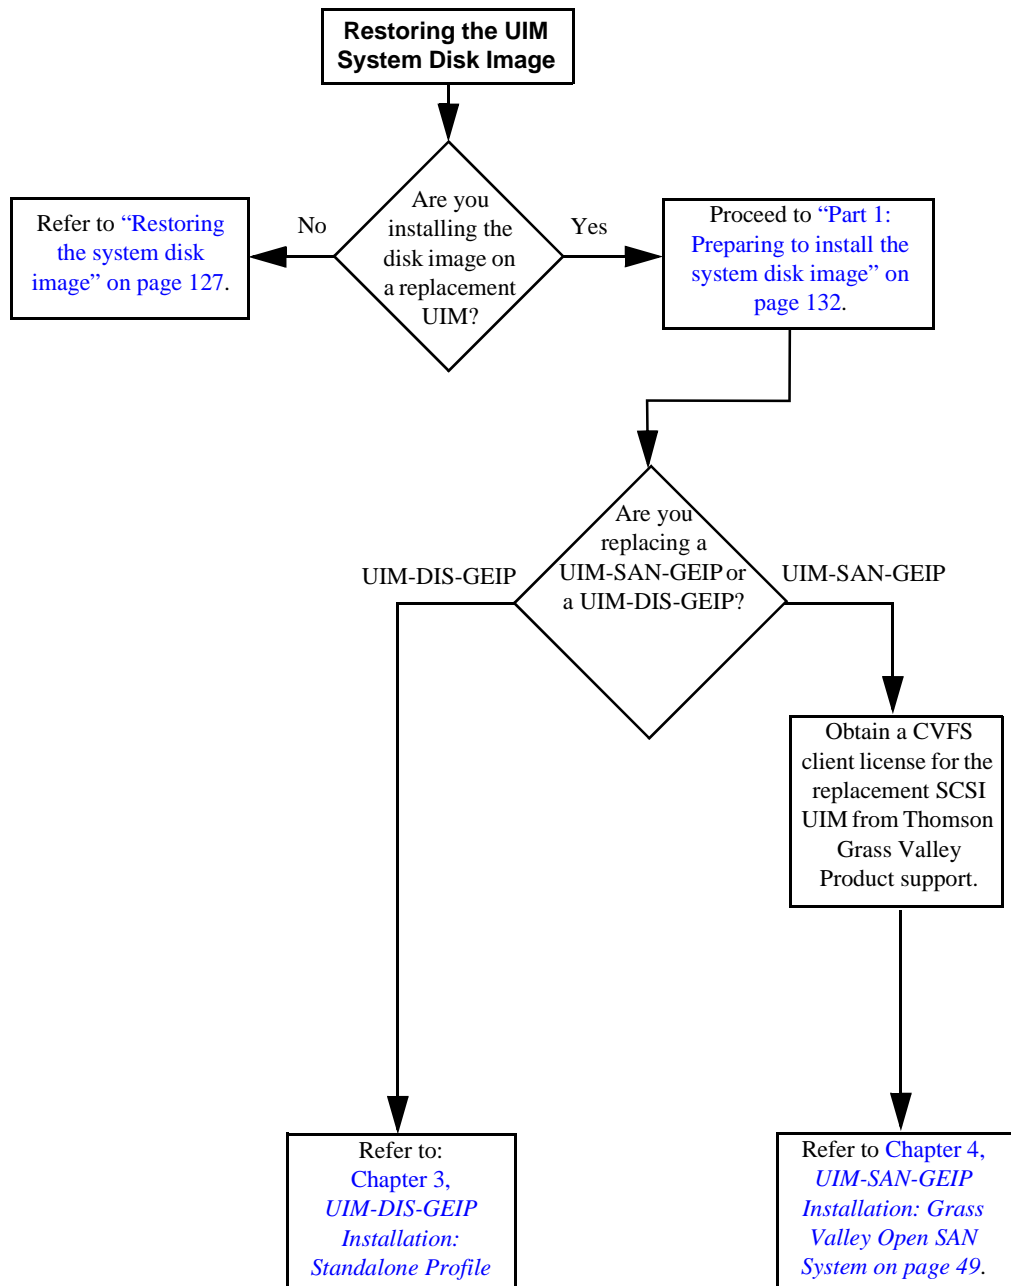 Restoring the UIM
System Disk Image
Are you
installing the
disk image on
a replacement
UIM?
No
Yes
Refer to “Restoring
the system disk
image” on page 127.
Proceed to “Part 1:
Preparing to install the
system disk image” on
page 132.
Are you
replacing a
UIM-SAN-GEIP or
a UIM-DIS-GEIP?
UIM-DIS-GEIP
UIM-SAN-GEIP
Obtain a CVFS
client license for the
replacement SCSI
UIM from Thomson
Grass Valley
Product support.
Refer to:
Chapter 3,
UIM-DIS-GEIP
Installation:
Standalone Profile
Refer to Chapter 4,
UIM-SAN-GEIP
Installation: Grass
Valley Open SAN
System on page 49.